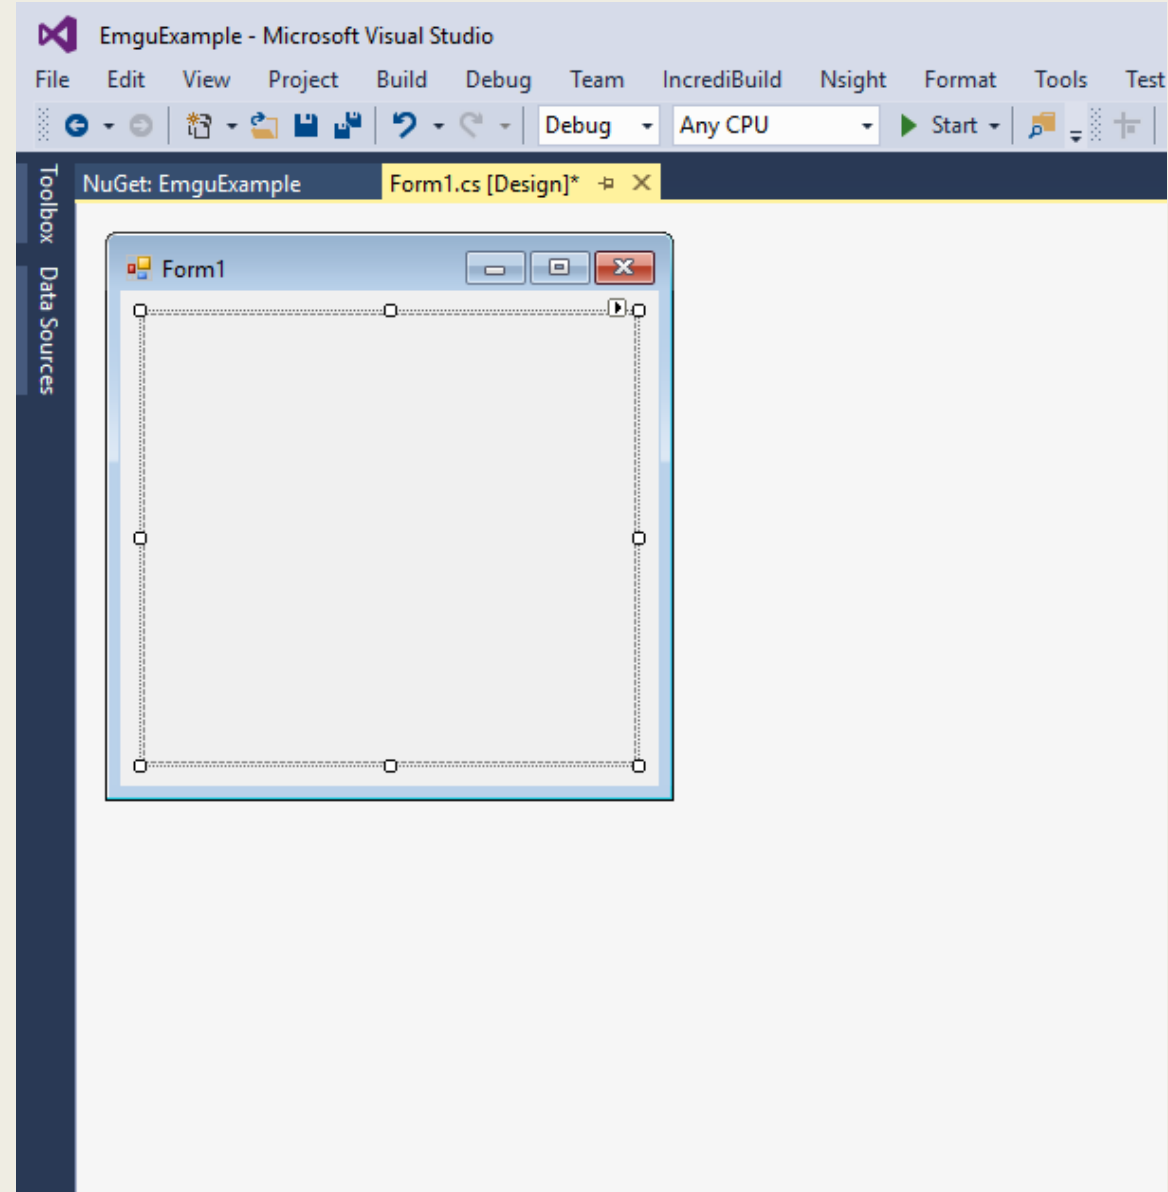 EmguExample - Microsoft Visual Studio
File Edit View Project Build Debug Team IncrediBuild Nsight Format Tools Test
Debug Any CPU Start
Toolbox
Data Sources
NuGet: EmguExample Form1.cs [Design]*
Form1